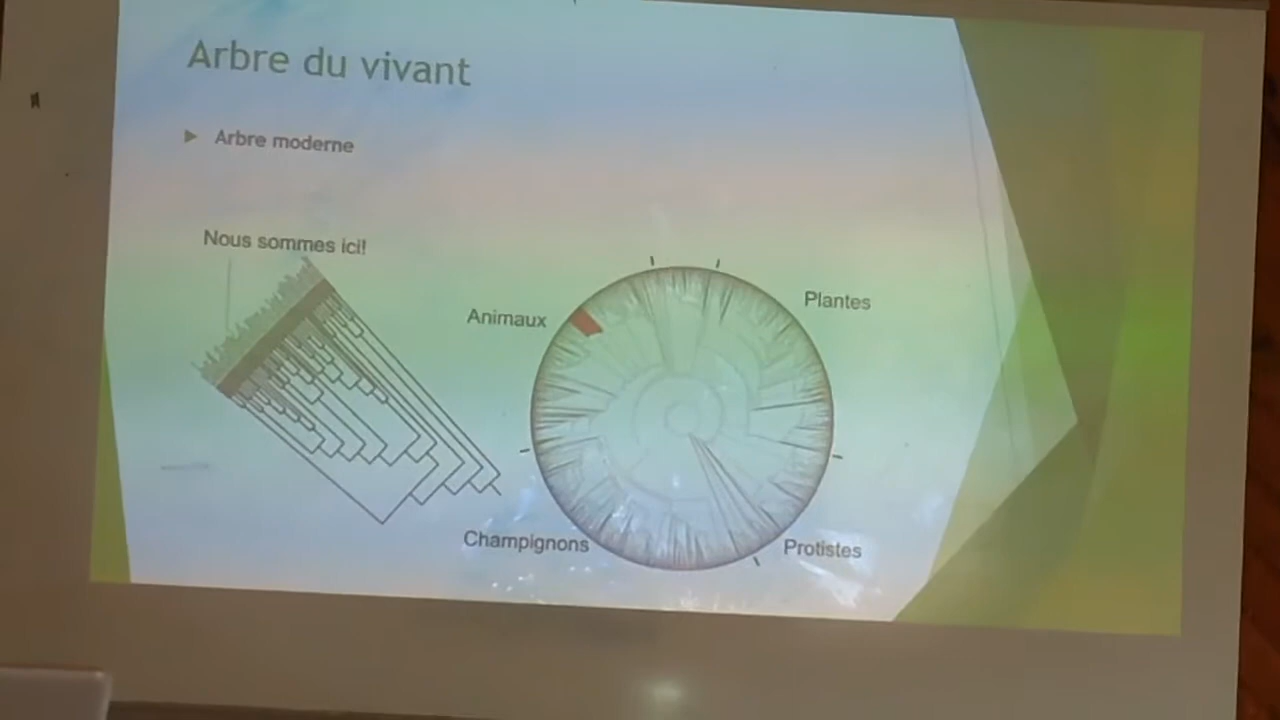 Arbre du vivant
Arbre moderne
Nous sommes ici!
Animaux
Plantes
Champignons
Protistes